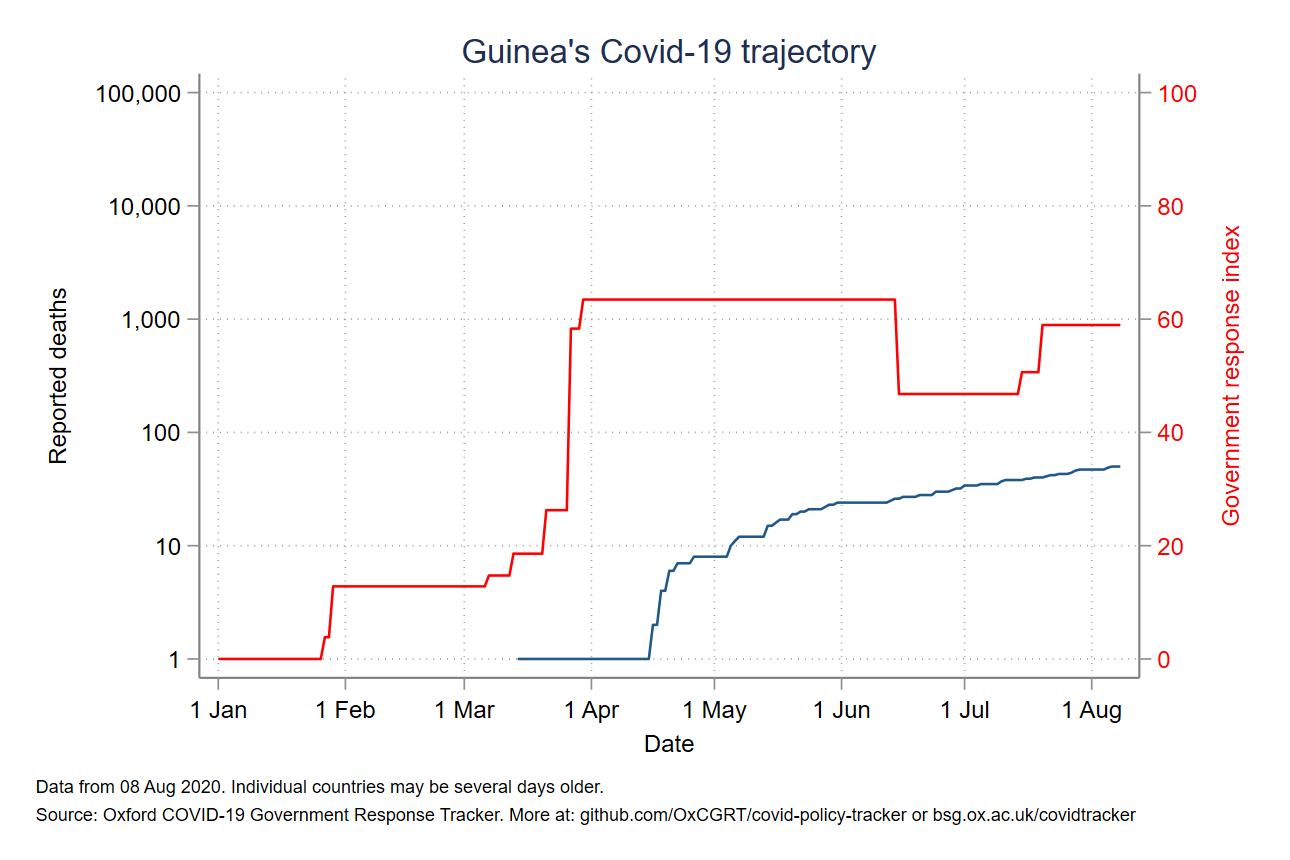 Guinea's Covid-19 trajectory
100,000
10,000
1,000
100
10
1
Reported deaths
100
80
60
40
20
0
Government response index
1 Jan
1 Feb
1 Mar
1 Apr
1 May
1 Jun
1 Jul
1 Aug
Date
Data from 08 Aug 2020. Individual countries may be several days older.
Source: Oxford COVID-19 Government Response Tracker. More at: github.com/OxCGRT/covid-policy-tracker or bsg.ox.ac.uk/covidtracker